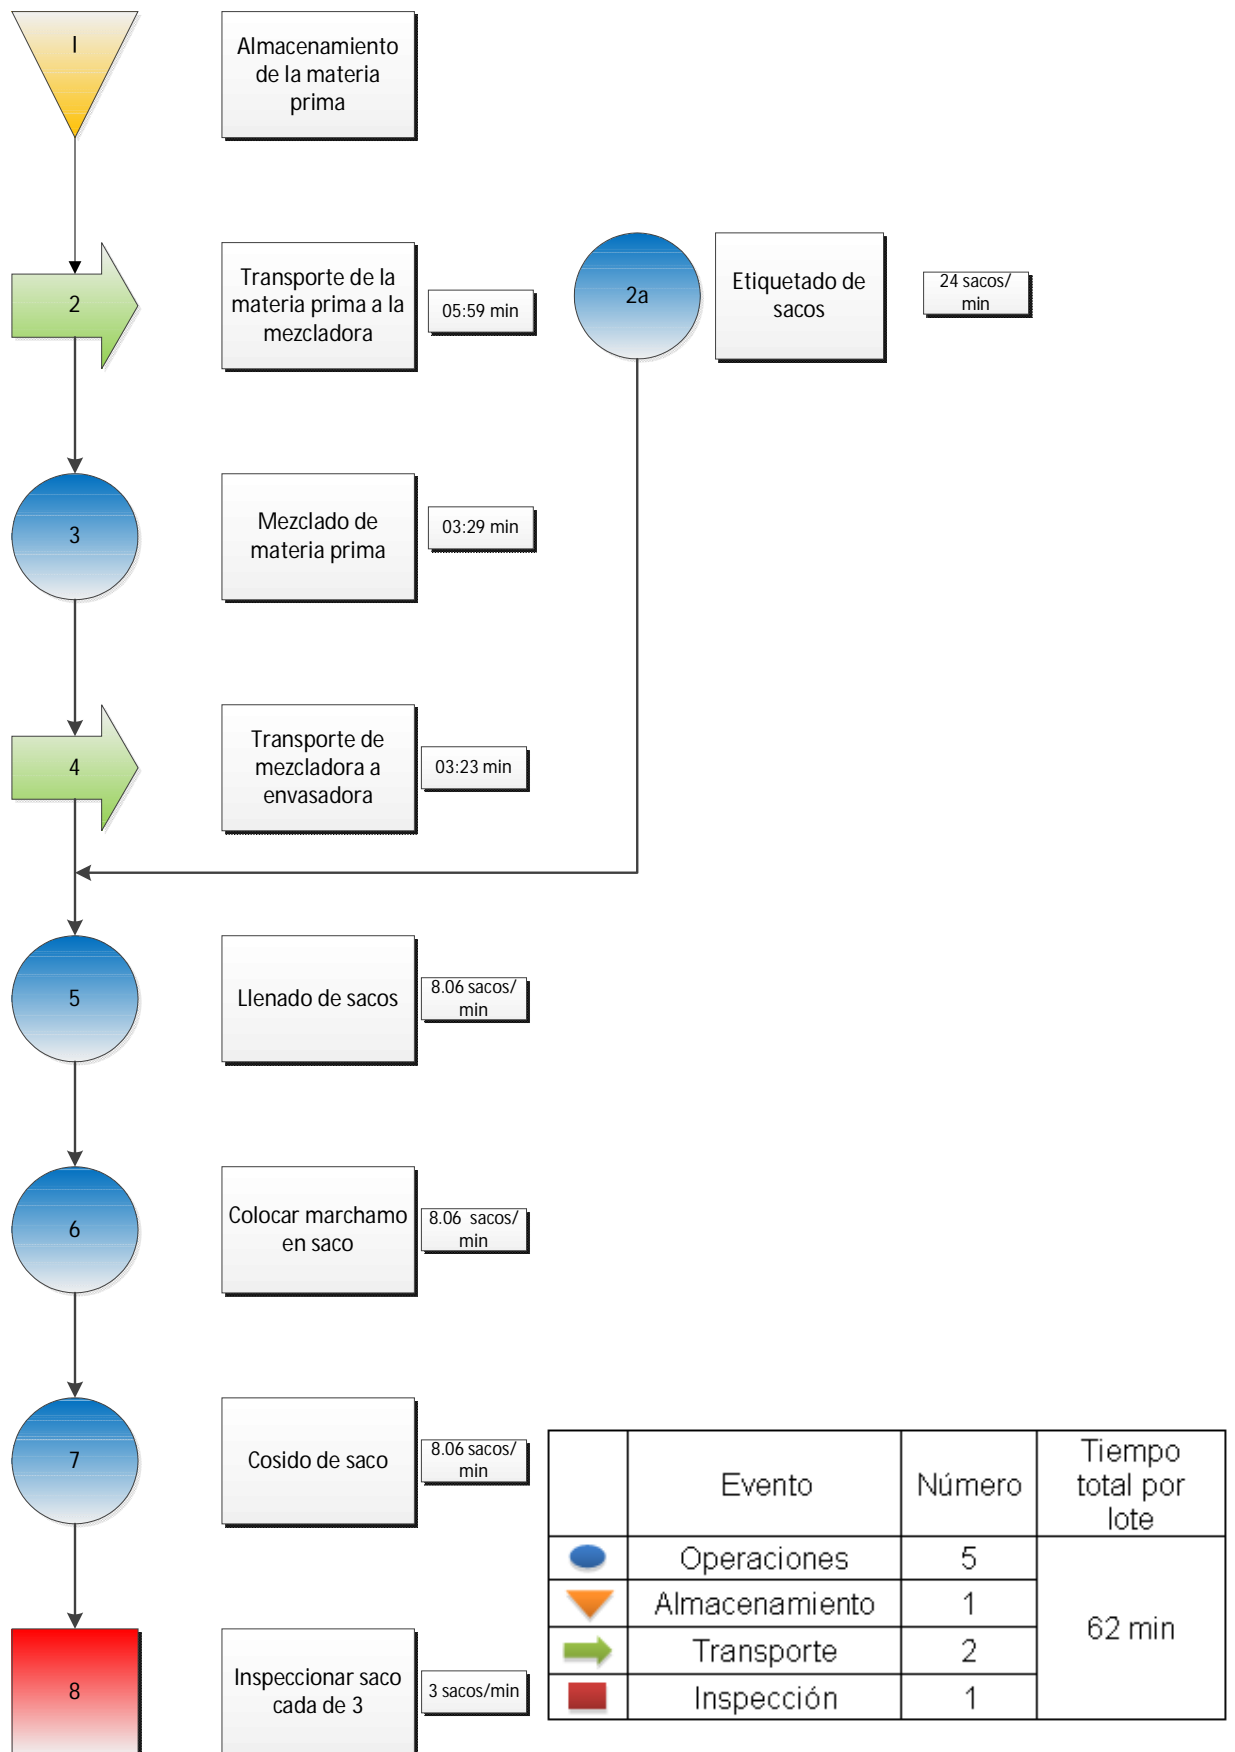 I
Almacenamiento
de la materia
prima
2
Transporte de la
materia prima a la
mezcladora
05:59 min
2a
Etiquetado de
sacos
24 sacos/
min
3
Mezclado de
materia prima
03:29 min
4
Transporte de
mezcladora a
envasadora
03:23 min
5
Llenado de sacos
8.06 sacos/
min
6
Colocar marchamo
en saco
8.06 sacos/
min
7
Cosido de saco
8.06 sacos/
min
8
Inspeccionar saco
cada de 3
3 sacos/min
Evento
Número
Tiempo
total por
lote
Operaciones
5
Almacenamiento
1
Transporte
2
Inspección
1
62 min